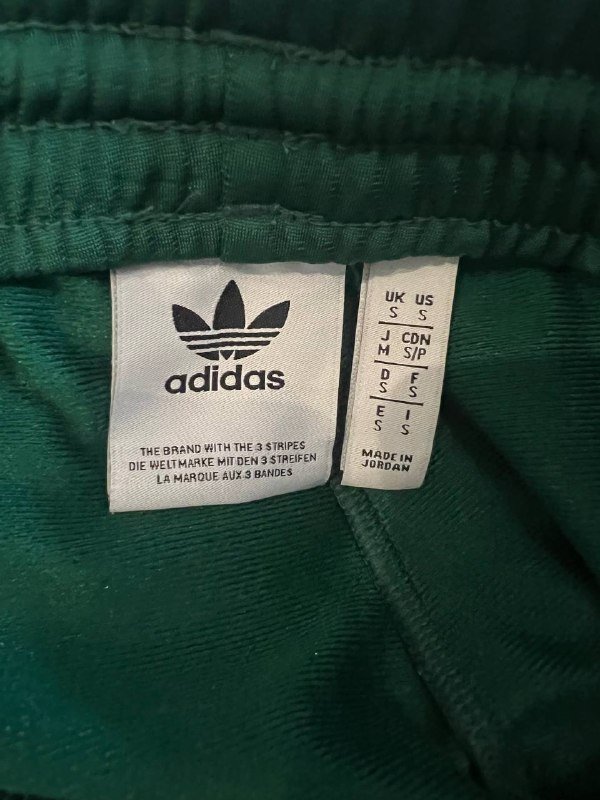 adidas
THE BRAND WITH THE 3 STRIPES
DIE WELTMARKE MIT DEN 3 STREIFEN
LA MARQUE AUX 3 BANDES
UK US
S S
J CDN
M S/P
D F
S S
E I
S S
MADE IN
JORDAN